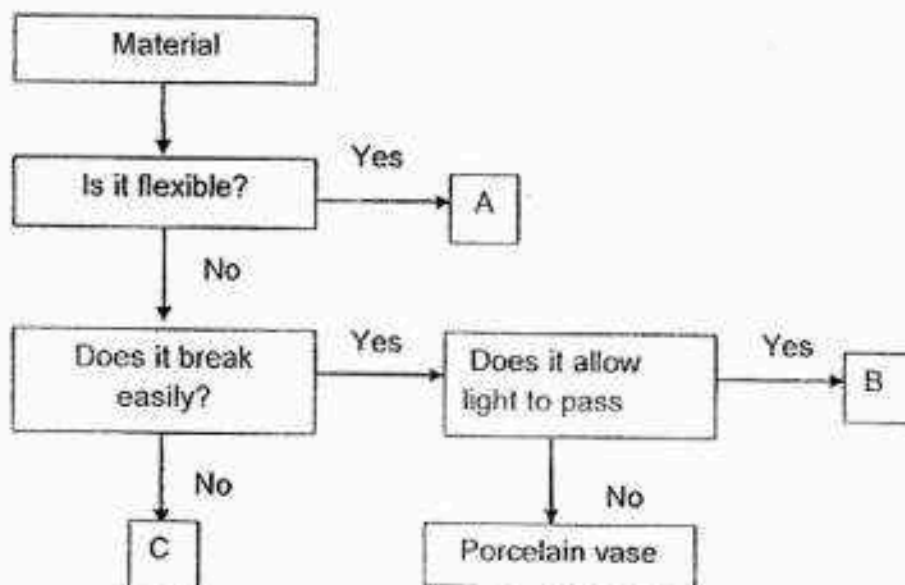 Material
Is it flexible?
Yes
A
No
Does it break
easily?
Yes
Does it allow
light to pass
Yes
B
No
C
No
Porcelain vase